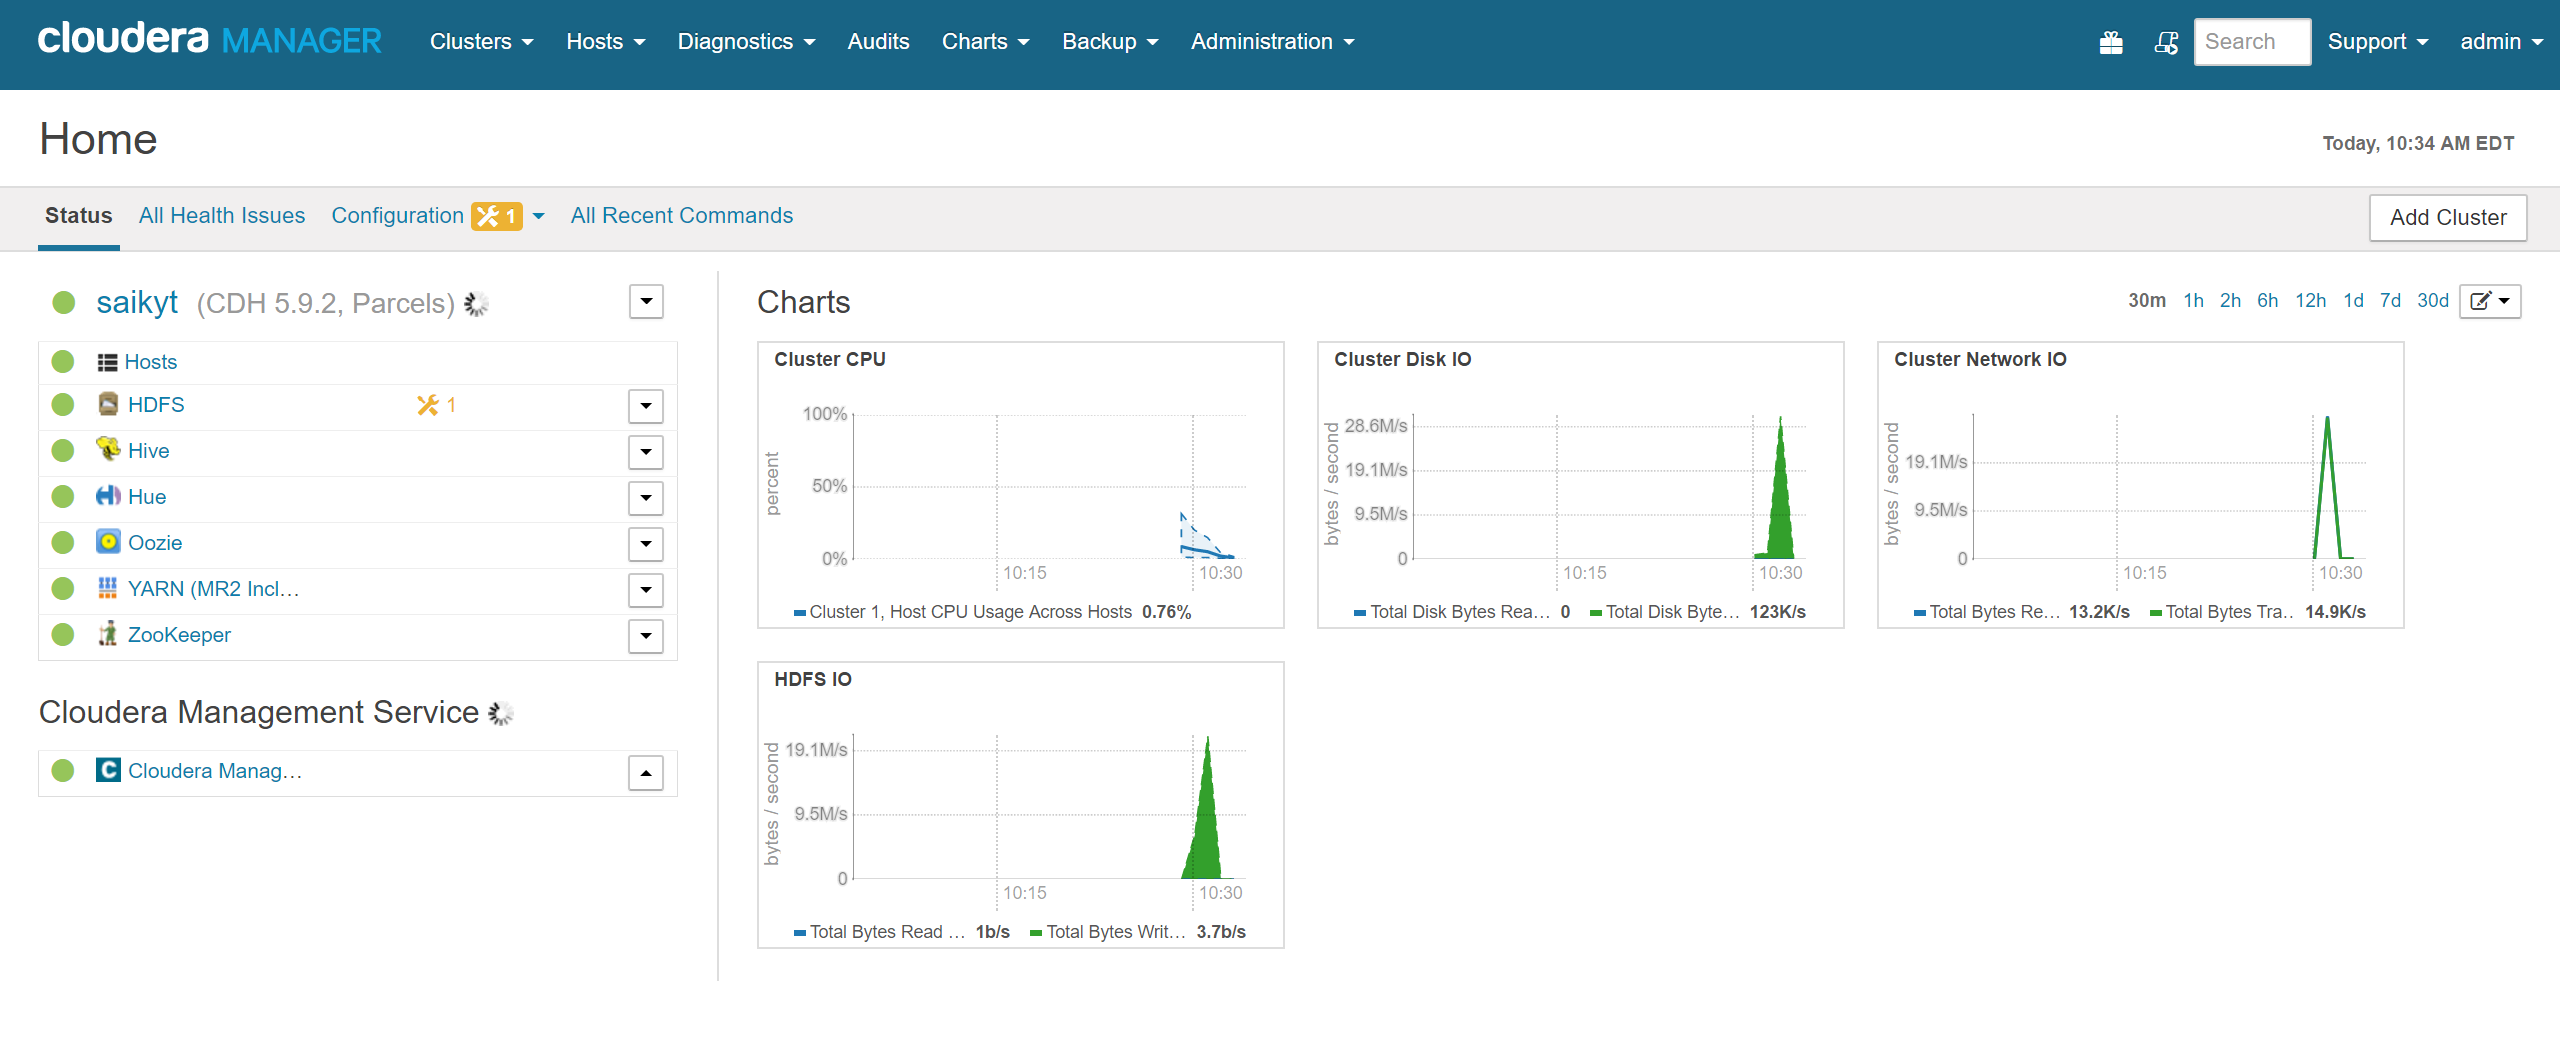 cloudera MANAGER Clusters Hosts Diagnostics Audits Charts Backup Administration Search Support admin
Home
Today, 10:34 AM EDT
Status All Health Issues Configuration 1 All Recent Commands Add Cluster
saikyt (CDH 5.9.2, Parcels)
Hosts
HDFS 1
Hive
Hue
Oozie
YARN (MR2 Incl...
ZooKeeper
Cloudera Management Service
Cloudera Manag...
Charts
30m 1h 2h 6h 12h 1d 7d 30d
Cluster CPU
percent
100%
50%
0%
10:15 10:30
Cluster 1, Host CPU Usage Across Hosts 0.76%
Cluster Disk IO
bytes / second
28.6M/s
19.1M/s
9.5M/s
0
10:15 10:30
Total Disk Bytes Rea... 0 Total Disk Byte... 123K/s
Cluster Network IO
bytes / second
19.1M/s
9.5M/s
0
10:15 10:30
Total Bytes Re... 13.2K/s Total Bytes Tra.. 14.9K/s
HDFS IO
bytes / second
19.1M/s
9.5M/s
0
10:15 10:30
Total Bytes Read ... 1b/s Total Bytes Writ... 3.7b/s